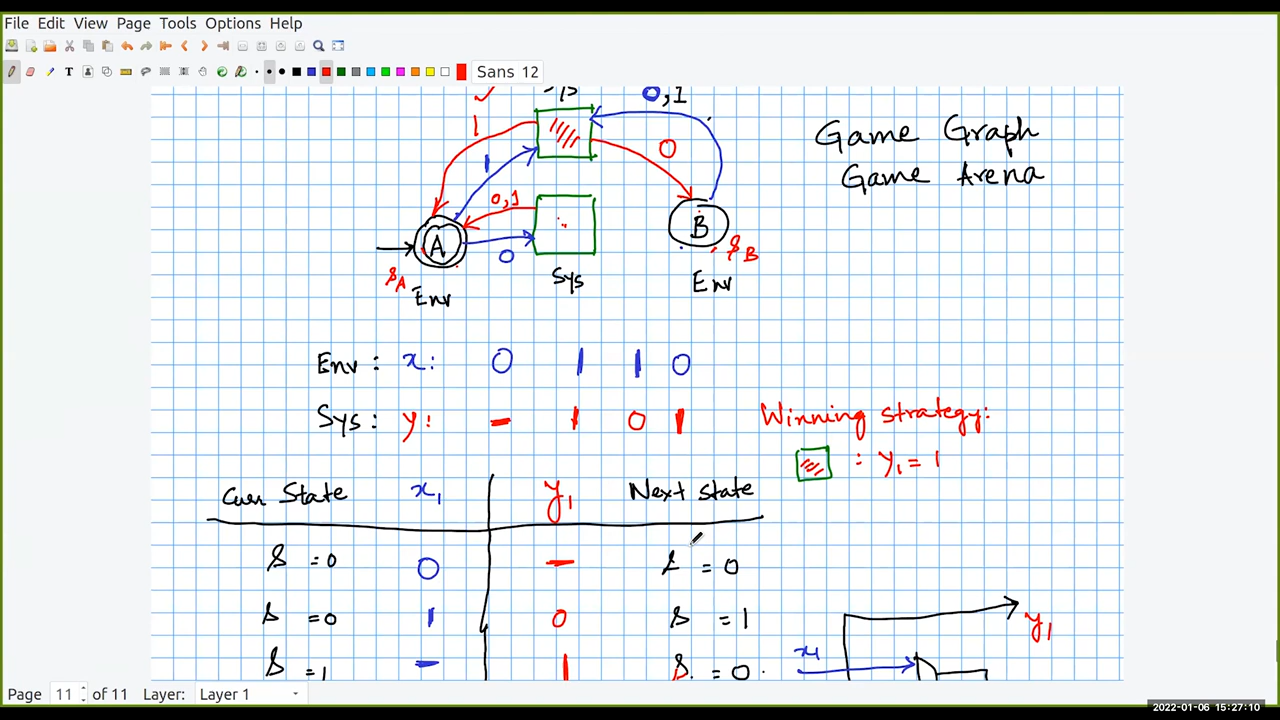 File Edit View Page Tools Options Help
Sans 12
Sys 0,1
1 1 0
Game Graph
Game Arena
0,1
A B
0
$A Env Sys Env $B
Env : x: 0 1 1 0
Sys: y: - 1 0 1
Winning strategy:
: y1 = 1
Curr State x1 y1 Next state
S = 0 0 - S = 0
S = 0 1 0 S = 1
S = 1 - 1 S = 0
x1
y1
Page 11 of 11 Layer: Layer 1
2022-01-06 15:27:10